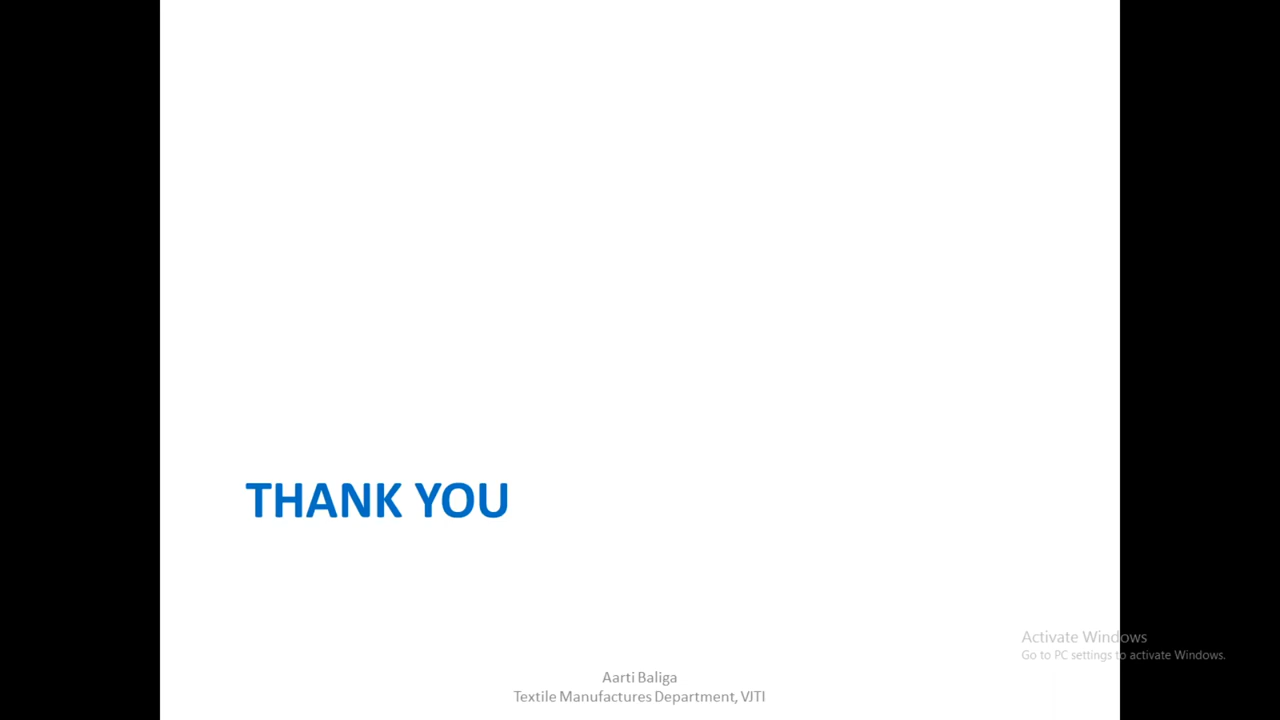 THANK YOU
Activate Windows
Go to PC settings to activate Windows.
Aarti Baliga
Textile Manufactures Department, VJTI